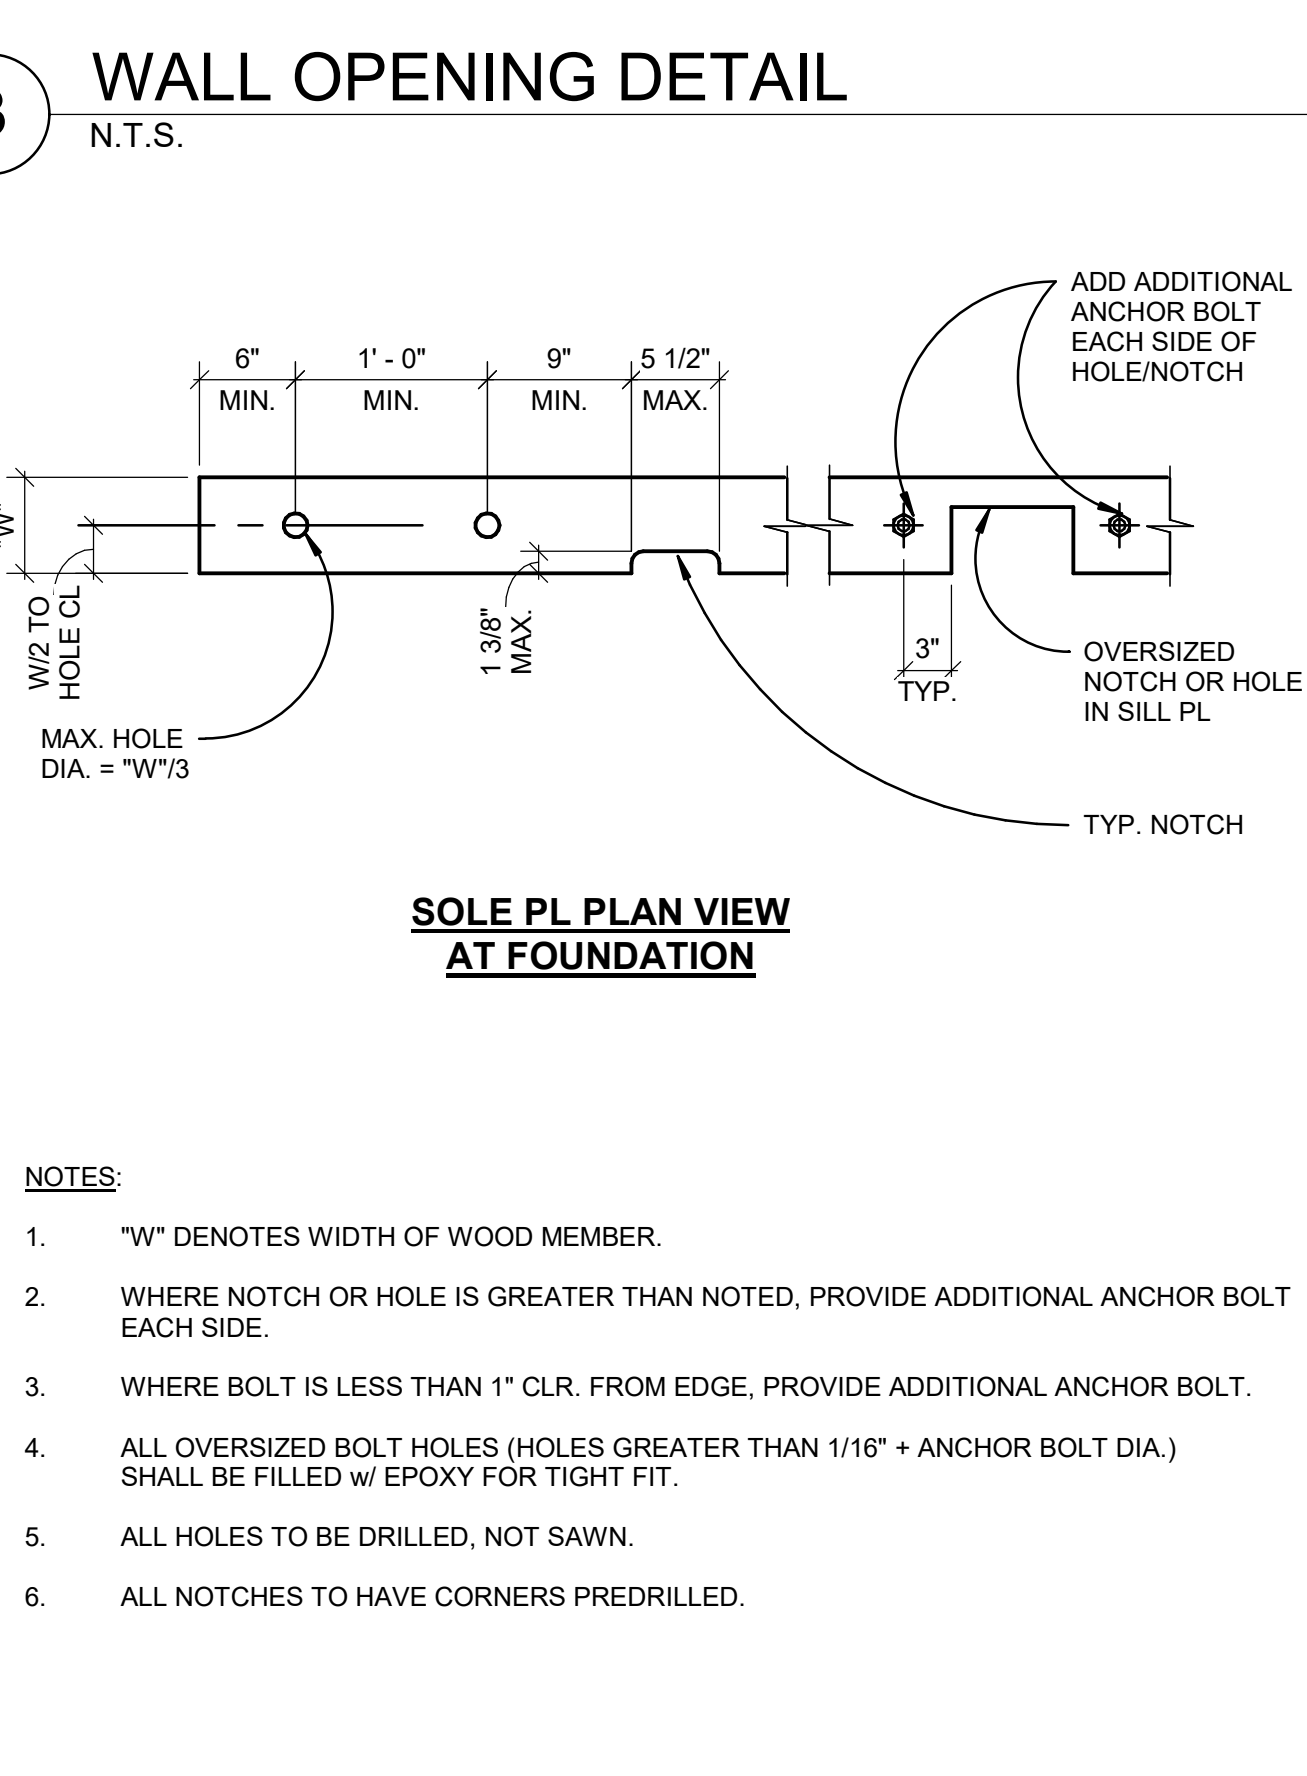 WALL OPENING DETAIL
N.T.S.
ADD ADDITIONAL
ANCHOR BOLT
EACH SIDE OF
HOLE/NOTCH
6" 1' - 0" 9" 5 1/2"
MIN. MIN. MIN. MAX.
"W"
W/2 TO
HOLE CL
1 3/8"
MAX.
3"
TYP.
OVERSIZED
NOTCH OR HOLE
IN SILL PL
MAX. HOLE
DIA. = "W"/3
TYP. NOTCH
SOLE PL PLAN VIEW
AT FOUNDATION
NOTES:
1. "W" DENOTES WIDTH OF WOOD MEMBER.
2. WHERE NOTCH OR HOLE IS GREATER THAN NOTED, PROVIDE ADDITIONAL ANCHOR BOLT
EACH SIDE.
3. WHERE BOLT IS LESS THAN 1" CLR. FROM EDGE, PROVIDE ADDITIONAL ANCHOR BOLT.
4. ALL OVERSIZED BOLT HOLES (HOLES GREATER THAN 1/16" + ANCHOR BOLT DIA.)
SHALL BE FILLED w/ EPOXY FOR TIGHT FIT.
5. ALL HOLES TO BE DRILLED, NOT SAWN.
6. ALL NOTCHES TO HAVE CORNERS PREDRILLED.